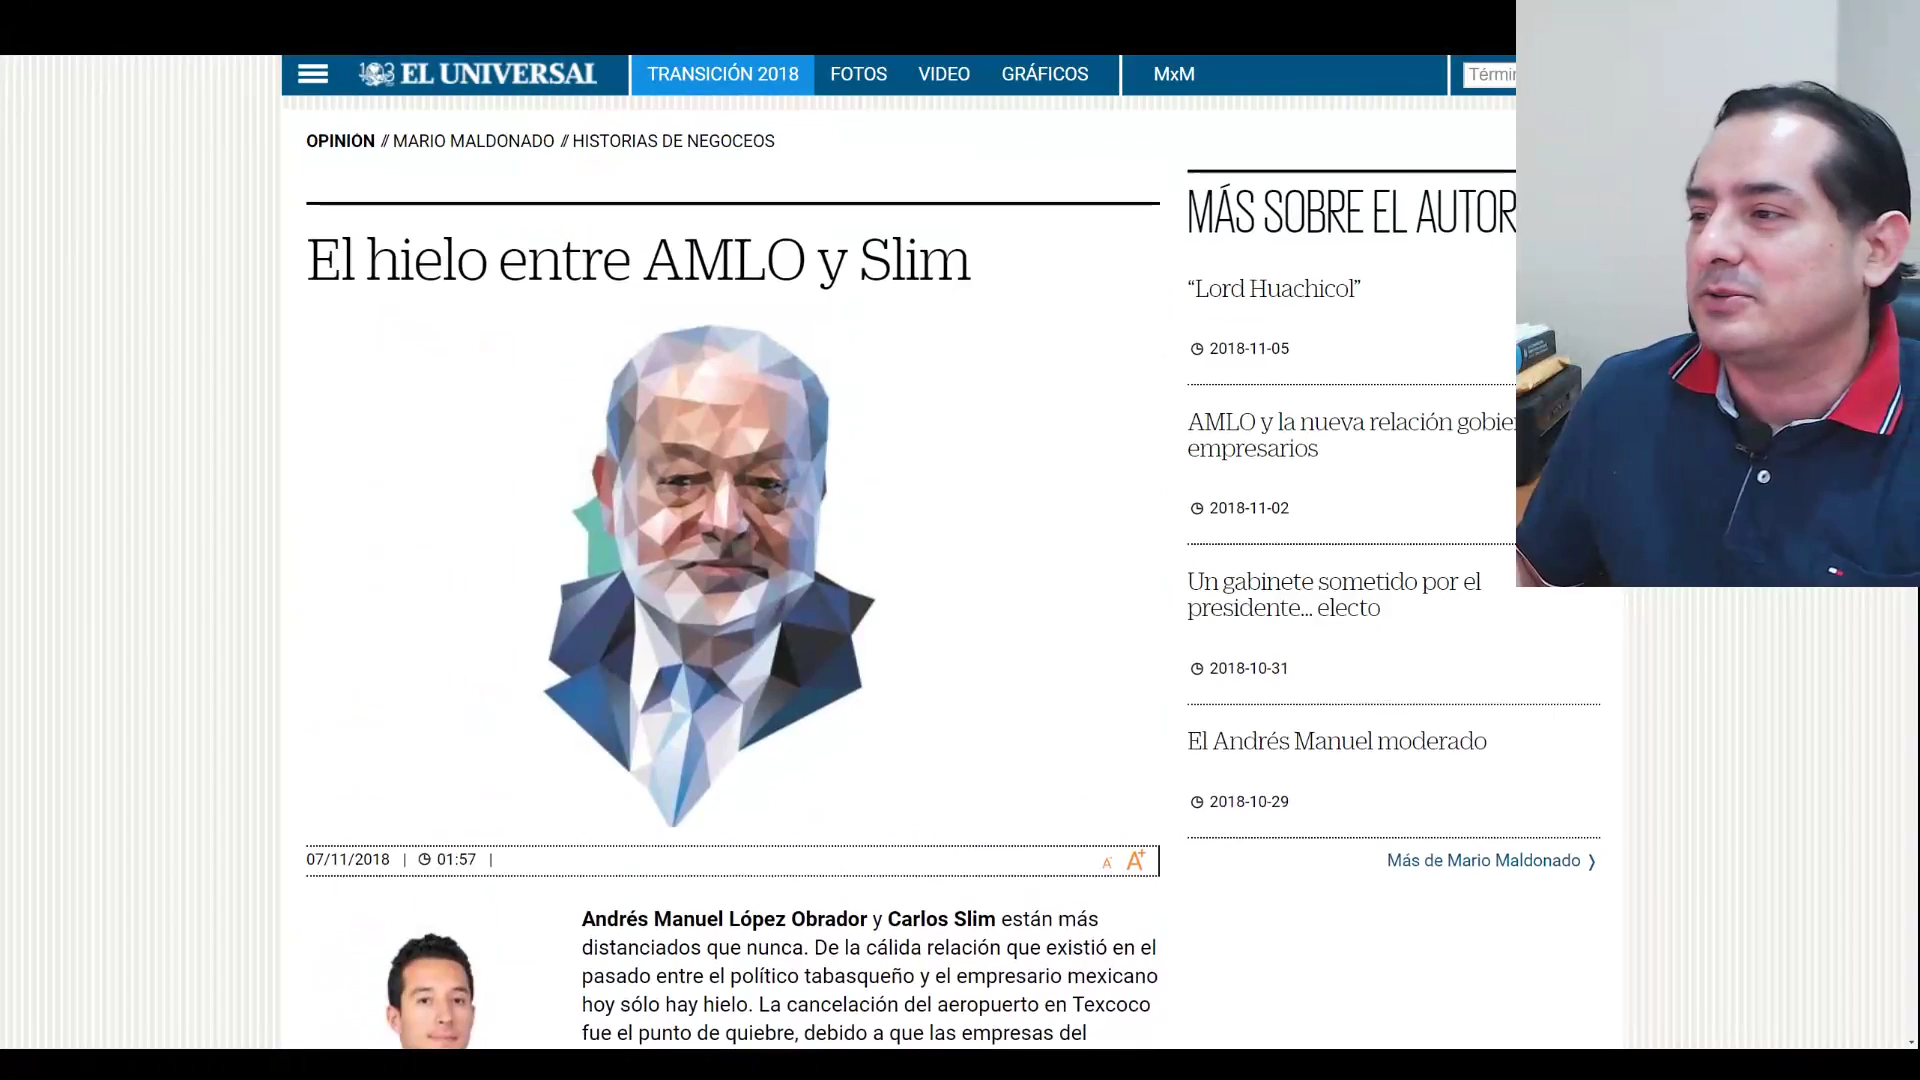 103 EL UNIVERSAL
TRANSICIÓN 2018
FOTOS
VIDEO
GRÁFICOS
MxM
OPINIÓN // MARIO MALDONADO // HISTORIAS DE NEGOCEOS
El hielo entre AMLO y Slim
07/11/2018 | 01:57 |
A- A+
Andrés Manuel López Obrador y Carlos Slim están más
distanciados que nunca. De la cálida relación que existió en el
pasado entre el político tabasqueño y el empresario mexicano
hoy sólo hay hielo. La cancelación del aeropuerto en Texcoco
fue el punto de quiebre, debido a que las empresas del
MÁS SOBRE EL AUTOR
“Lord Huachicol”
2018-11-05
AMLO y la nueva relación gobier
empresarios
2018-11-02
Un gabinete sometido por el
presidente... electo
2018-10-31
El Andrés Manuel moderado
2018-10-29
Más de Mario Maldonado ❭